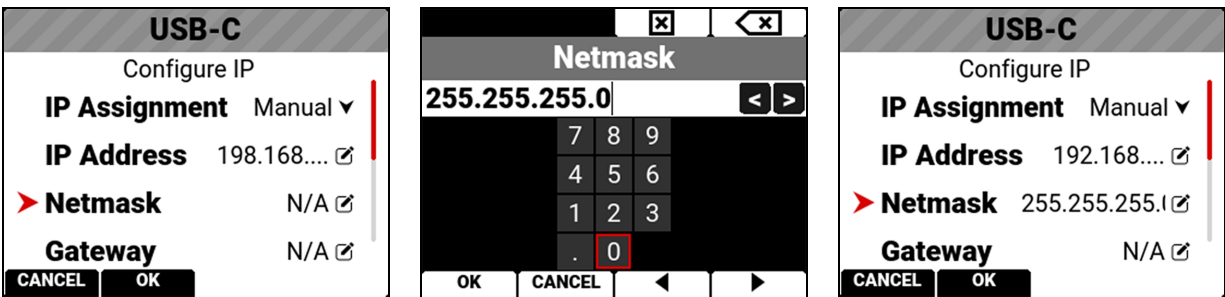 USB-C
Configure IP
IP Assignment Manual
IP Address 198.168....
Netmask N/A
Gateway N/A
CANCEL OK
Netmask
255.255.255.0
< >
7 8 9
4 5 6
1 2 3
. 0
OK CANCEL
USB-C
Configure IP
IP Assignment Manual
IP Address 192.168....
Netmask 255.255.255.(
Gateway N/A
CANCEL OK